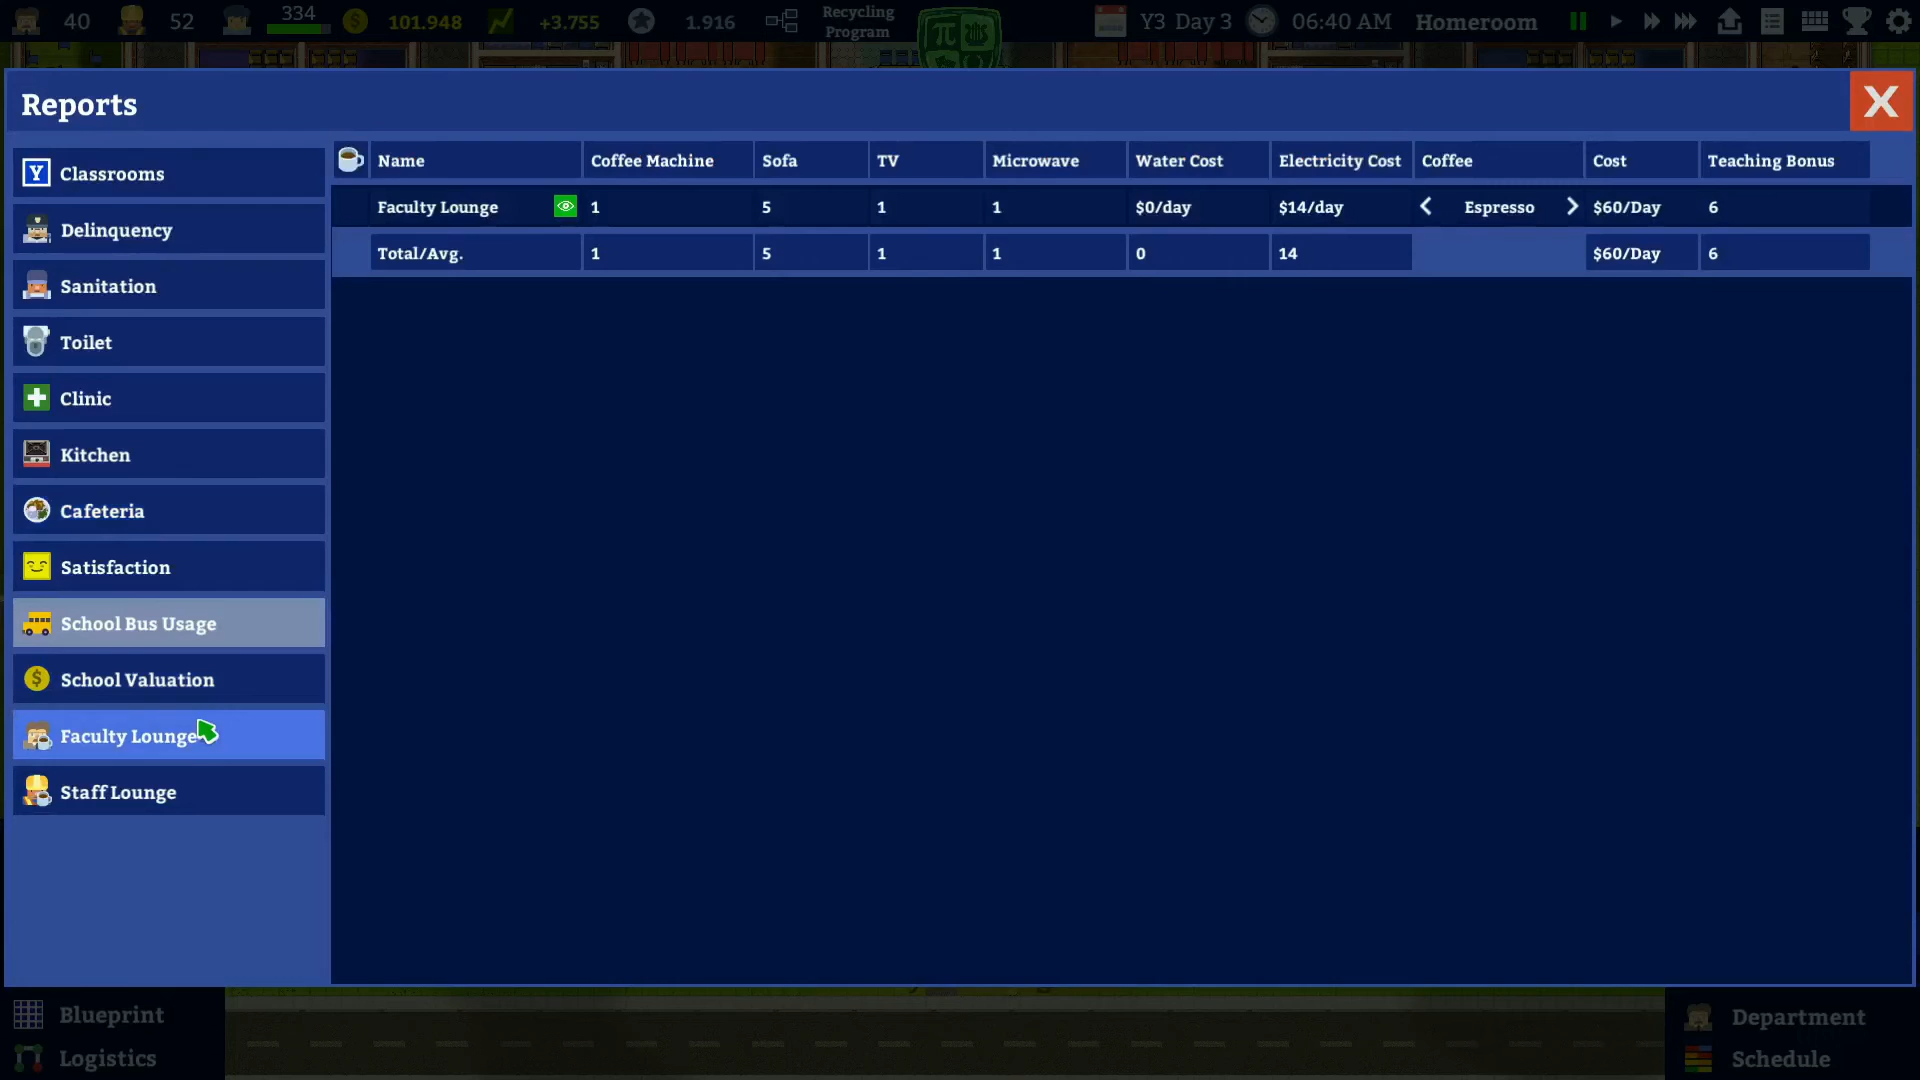 40 52 334 101.948 +3.755 1.916 Recycling Program Y3 Day 3 06:40 AM Homeroom
Reports X
Name Coffee Machine Sofa TV Microwave Water Cost Electricity Cost Coffee Cost Teaching Bonus
Faculty Lounge 1 5 1 1 $0/day $14/day < Espresso > $60/Day 6
Total/Avg. 1 5 1 1 0 14 $60/Day 6
Classrooms
Delinquency
Sanitation
Toilet
Clinic
Kitchen
Cafeteria
Satisfaction
School Bus Usage
School Valuation
Faculty Lounge
Staff Lounge
Blueprint
Logistics
Department
Schedule